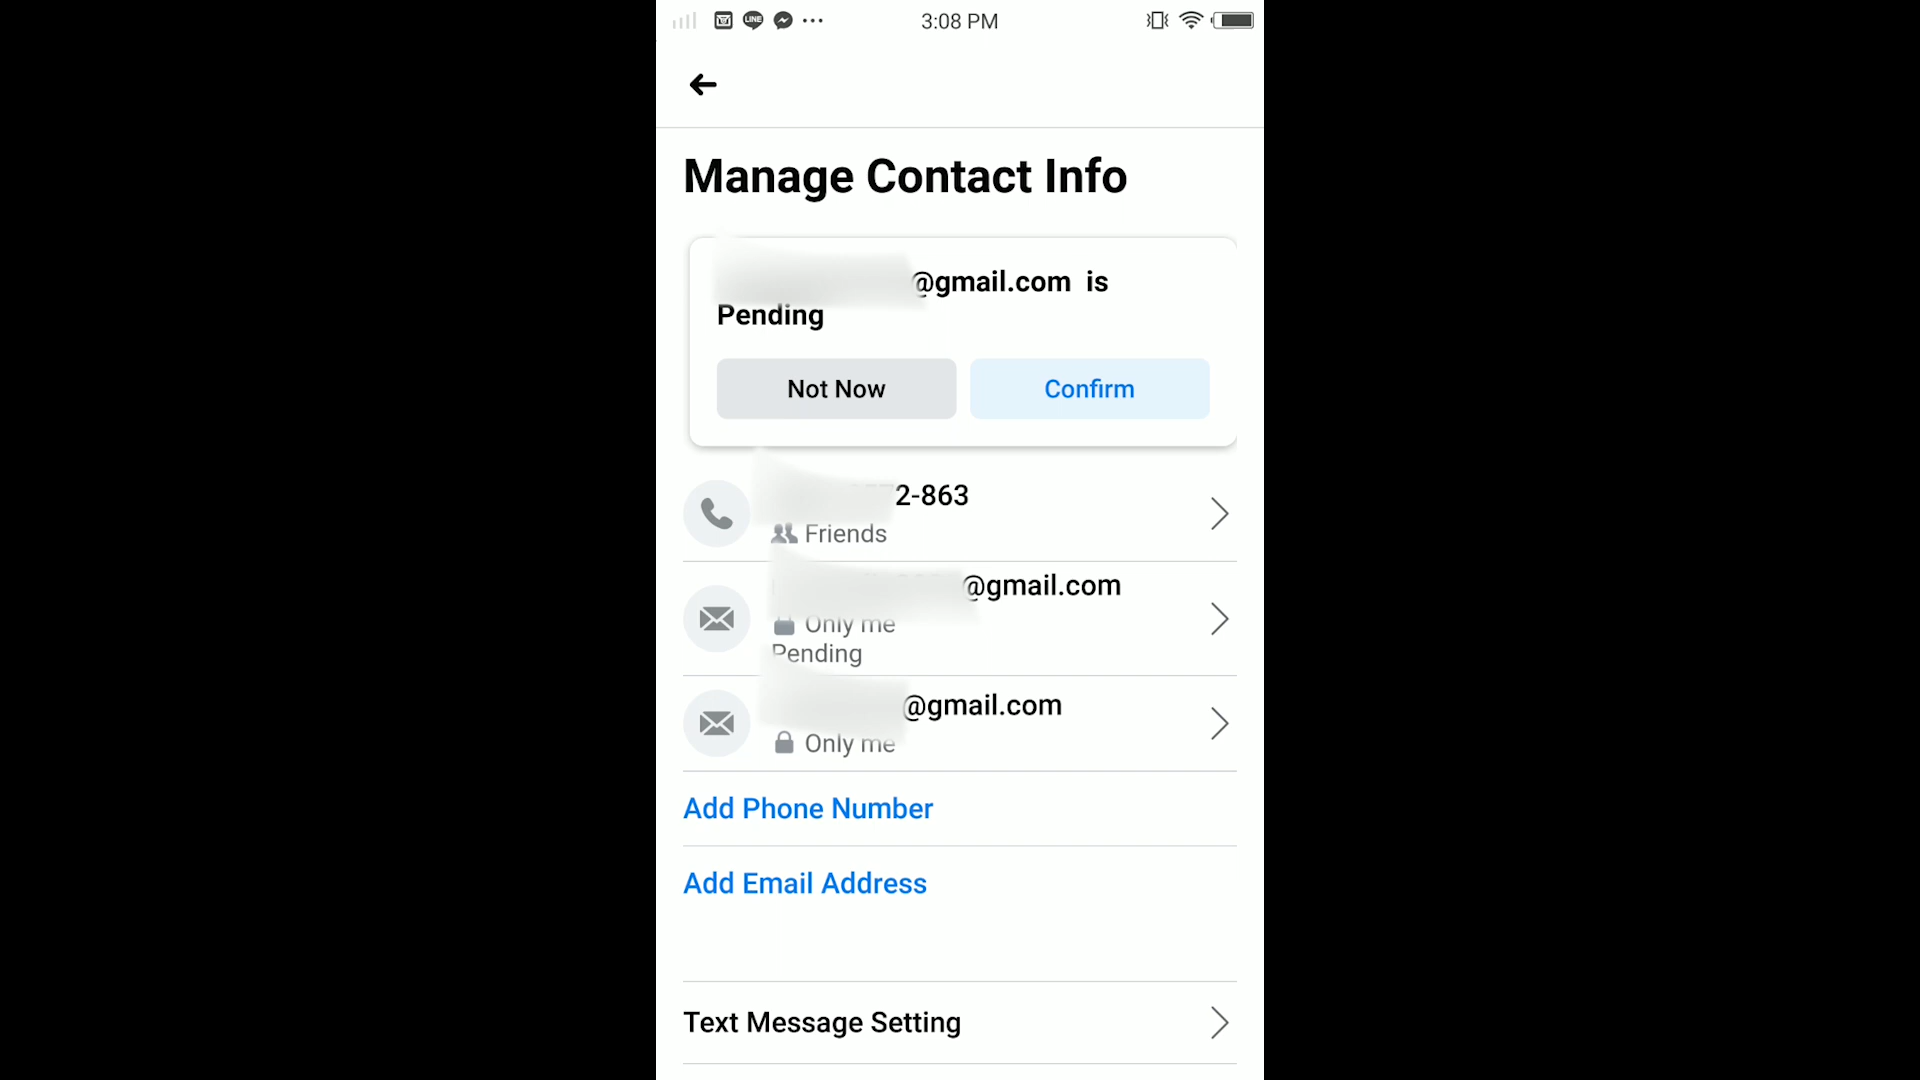 LINE
3:08 PM
Manage Contact Info
@gmail.com is
Pending
Not Now
Confirm
2-863
Friends
@gmail.com
Only me
Pending
@gmail.com
Only me
Add Phone Number
Add Email Address
Text Message Setting